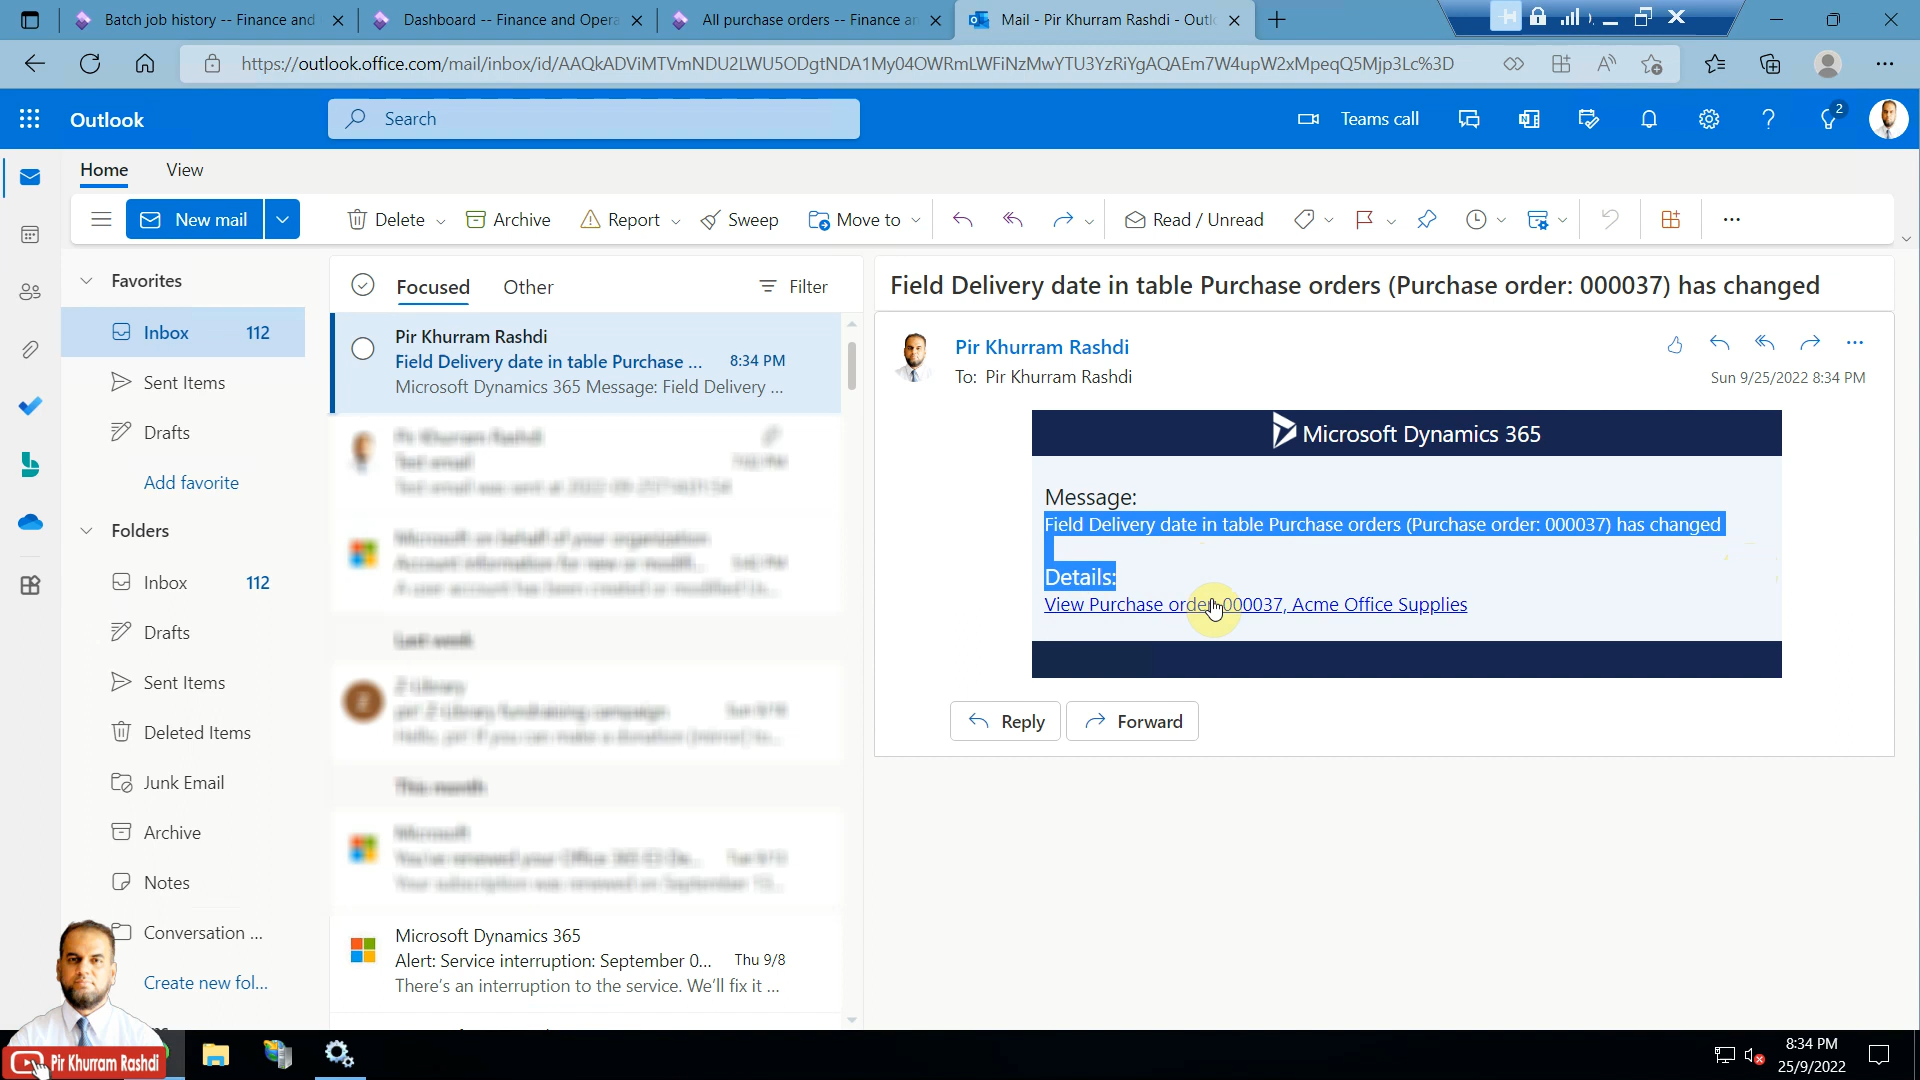 Batch job history -- Finance and
Dashboard -- Finance and Opera
All purchase orders -- Finance an
Mail - Pir Khurram Rashdi - Outlo
https://outlook.office.com/mail/inbox/id/AAQkADViMTVmNDU2LWU5ODgtNDA1My04OWRmLWFiNzMwYTU3YzRiYgAQAEm7W4upW2xMpeqQ5Mjp3Lc%3D
Outlook
Search
Teams call
2
Home
View
New mail
Delete
Archive
Report
Sweep
Move to
Read / Unread
Favorites
Inbox 112
Sent Items
Drafts
Add favorite
Folders
Inbox 112
Drafts
Sent Items
Deleted Items
Junk Email
Archive
Notes
Conversation ...
Create new fol...
Focused
Other
Filter
Pir Khurram Rashdi
Field Delivery date in table Purchase ... 8:34 PM
Microsoft Dynamics 365 Message: Field Delivery ...
Last week
This month
Microsoft
Microsoft Dynamics 365
Alert: Service interruption: September 0... Thu 9/8
There's an interruption to the service. We'll fix it ...
Field Delivery date in table Purchase orders (Purchase order: 000037) has changed
Pir Khurram Rashdi
To: Pir Khurram Rashdi
Sun 9/25/2022 8:34 PM
Microsoft Dynamics 365
Message:
Field Delivery date in table Purchase orders (Purchase order: 000037) has changed
Details:
View Purchase order 000037, Acme Office Supplies
Reply
Forward
Pir Khurram Rashdi
8:34 PM
25/9/2022